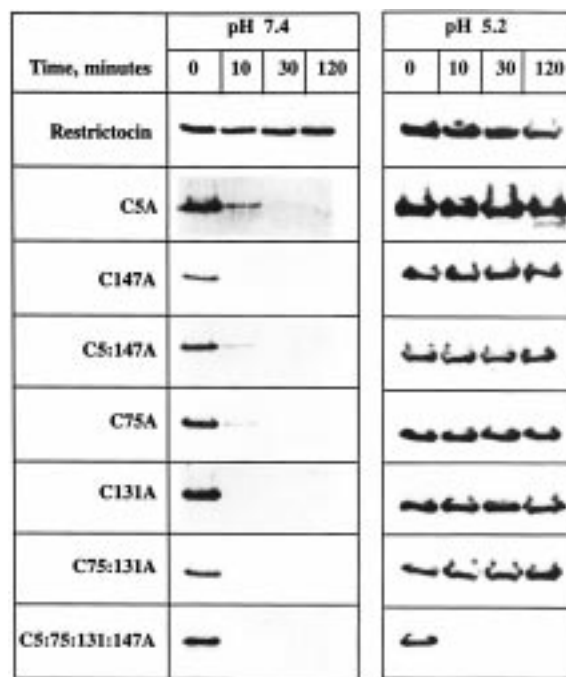 pH 7.4 pH 5.2
Time, minutes 0 10 30 120 0 10 30 120
Restrictocin
C5A
C147A
C5:147A
C75A
C131A
C75:131A
C5:75:131:147A